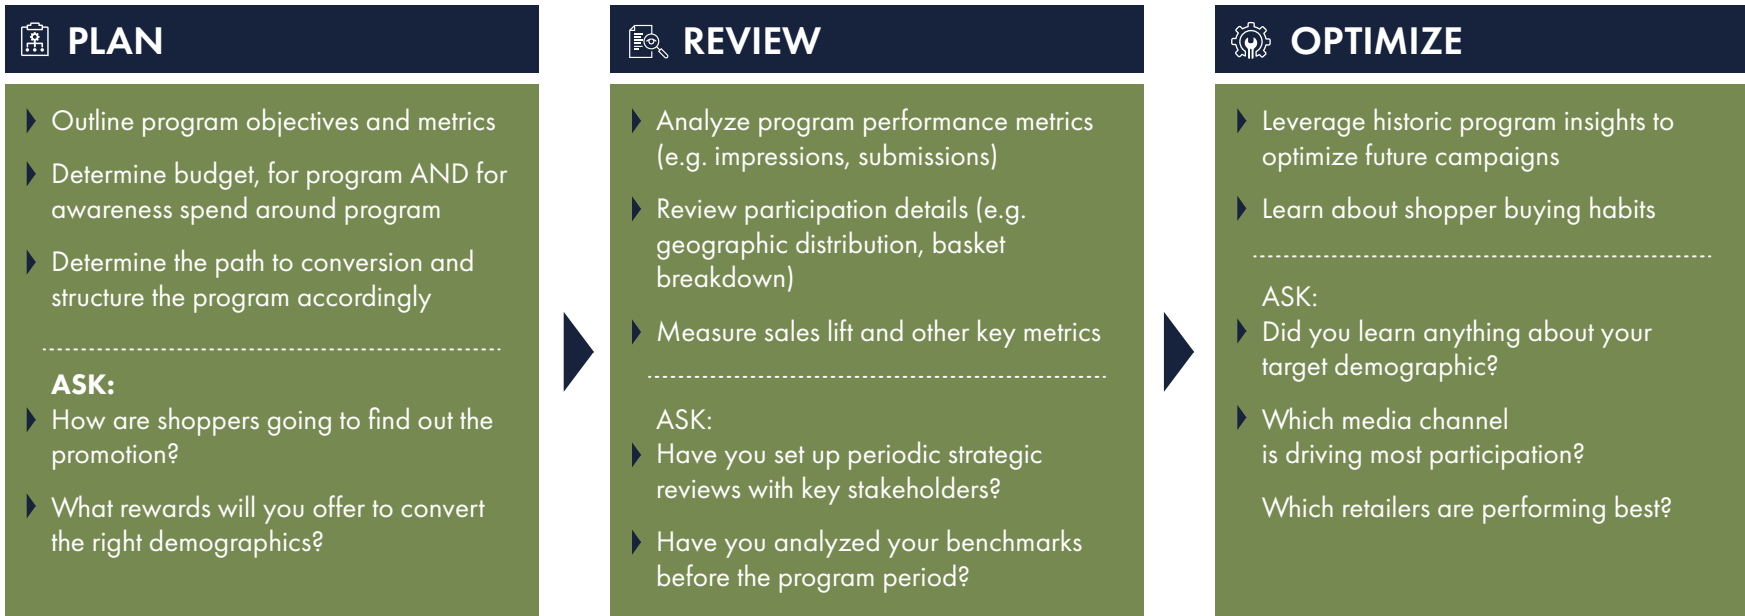 PLAN
Outline program objectives and metrics
Determine budget, for program AND for
awareness spend around program
Determine the path to conversion and
structure the program accordingly
ASK:
How are shoppers going to find out the
promotion?
What rewards will you offer to convert
the right demographics?
REVIEW
Analyze program performance metrics
(e.g. impressions, submissions)
Review participation details (e.g.
geographic distribution, basket
breakdown)
Measure sales lift and other key metrics
ASK:
Have you set up periodic strategic
reviews with key stakeholders?
Have you analyzed your benchmarks
before the program period?
OPTIMIZE
Leverage historic program insights to
optimize future campaigns
Learn about shopper buying habits
ASK:
Did you learn anything about your
target demographic?
Which media channel
is driving most participation?
Which retailers are performing best?